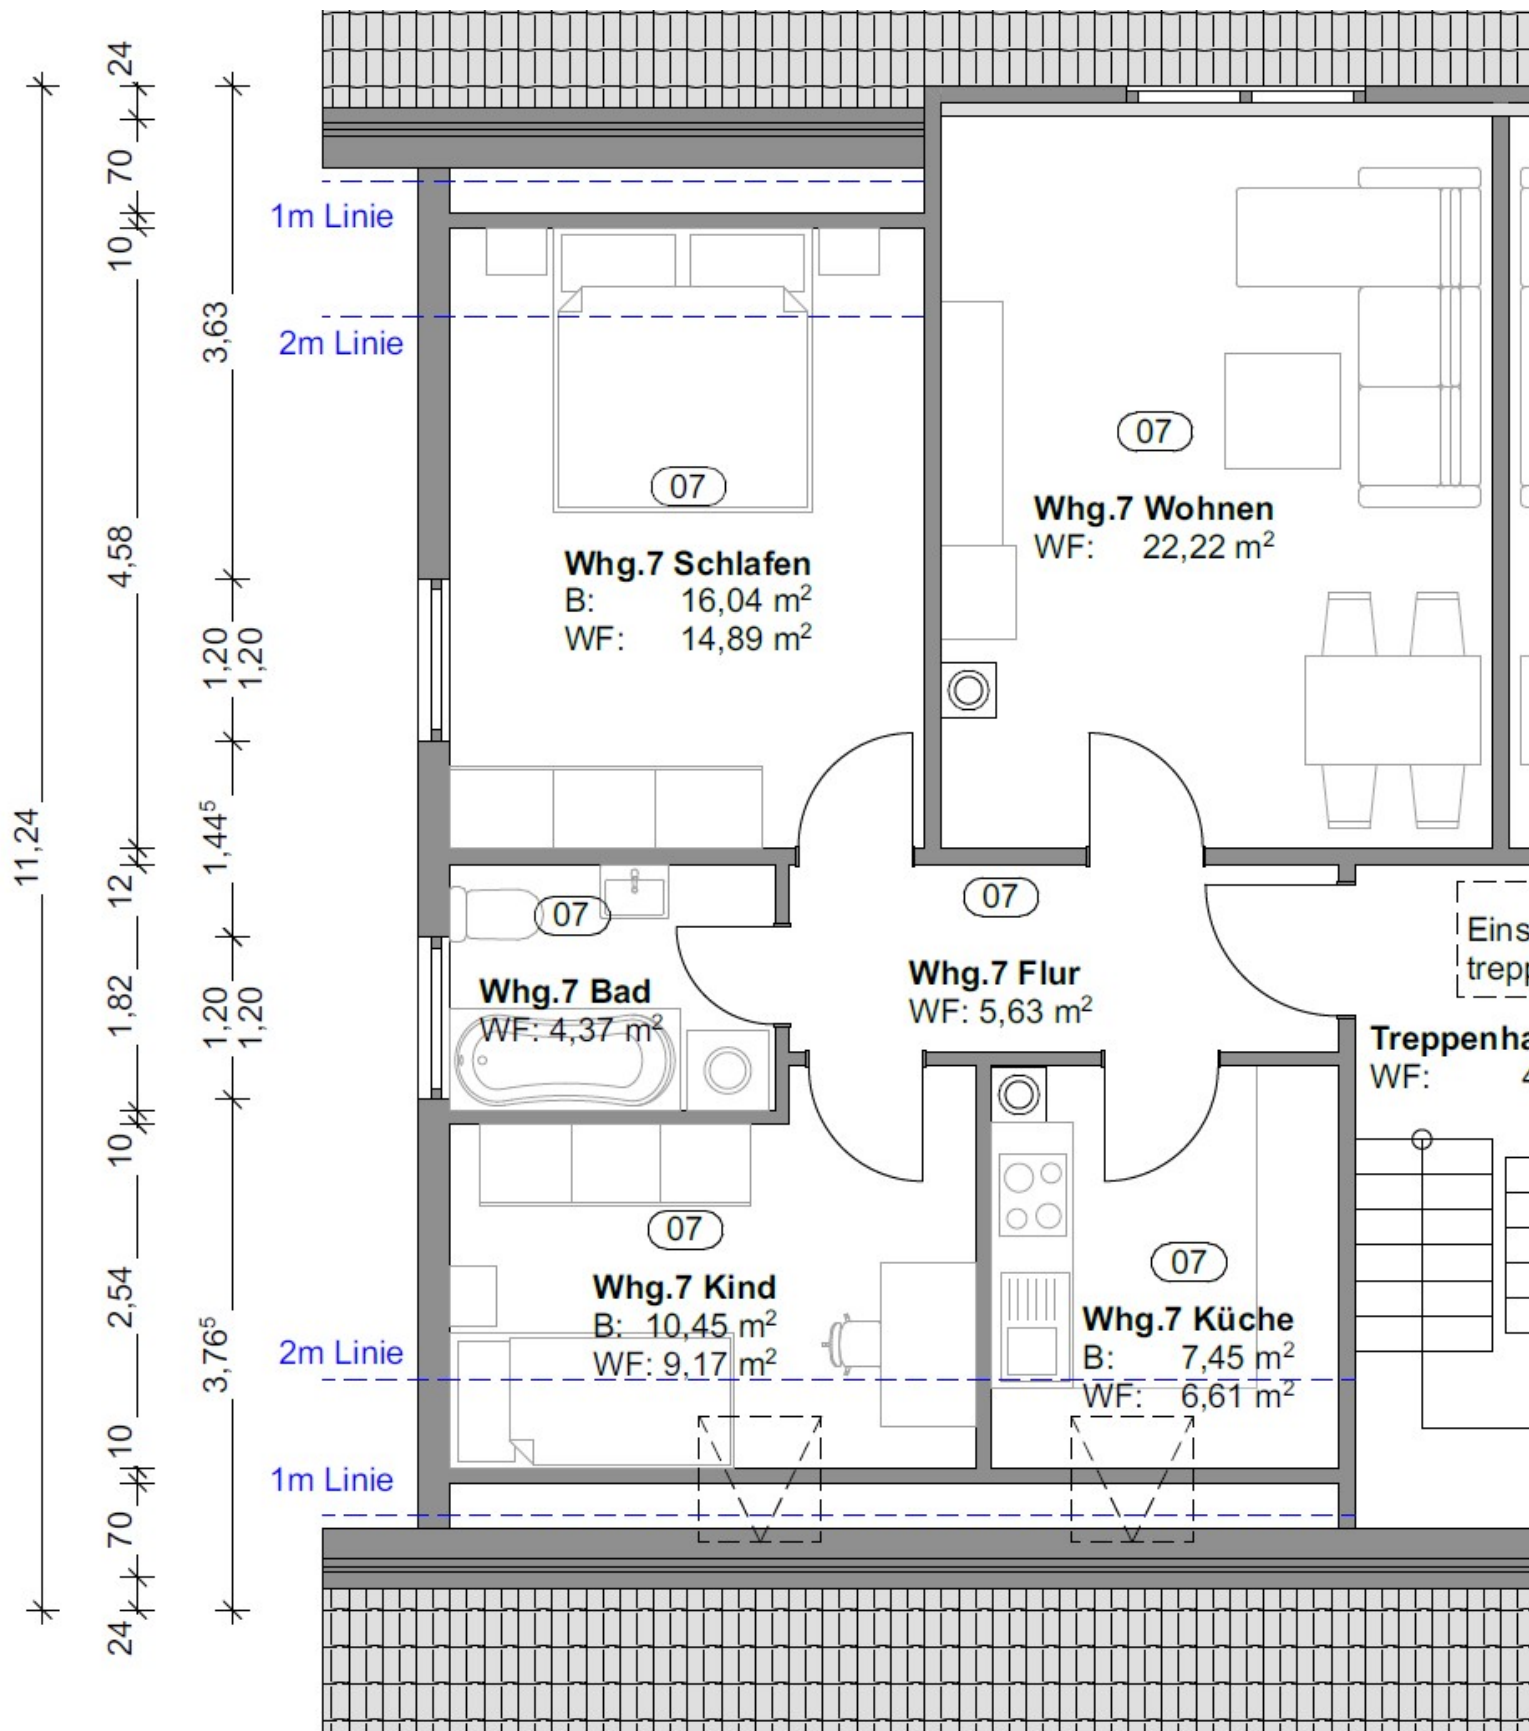 24
70
1m Linie
10
3,63
2m Linie
07
07
Whg.7 Wohnen
WF: 22,22 m²
4,58
Whg.7 Schlafen
B: 16,04 m²
WF: 14,89 m²
1,20
1,20
11,24
1,44⁵
12
07
07
Eins
Whg.7 Flur
WF: 5,63 m²
Whg.7 Bad
WF: 4,37 m²
1,82
1,20
1,20
10
07
07
2,54
Whg.7 Kind
B: 10,45 m²
WF: 9,17 m²
Whg.7 Küche
B: 7,45 m²
WF: 6,61 m²
2m Linie
3,76⁵
10
1m Linie
70
24